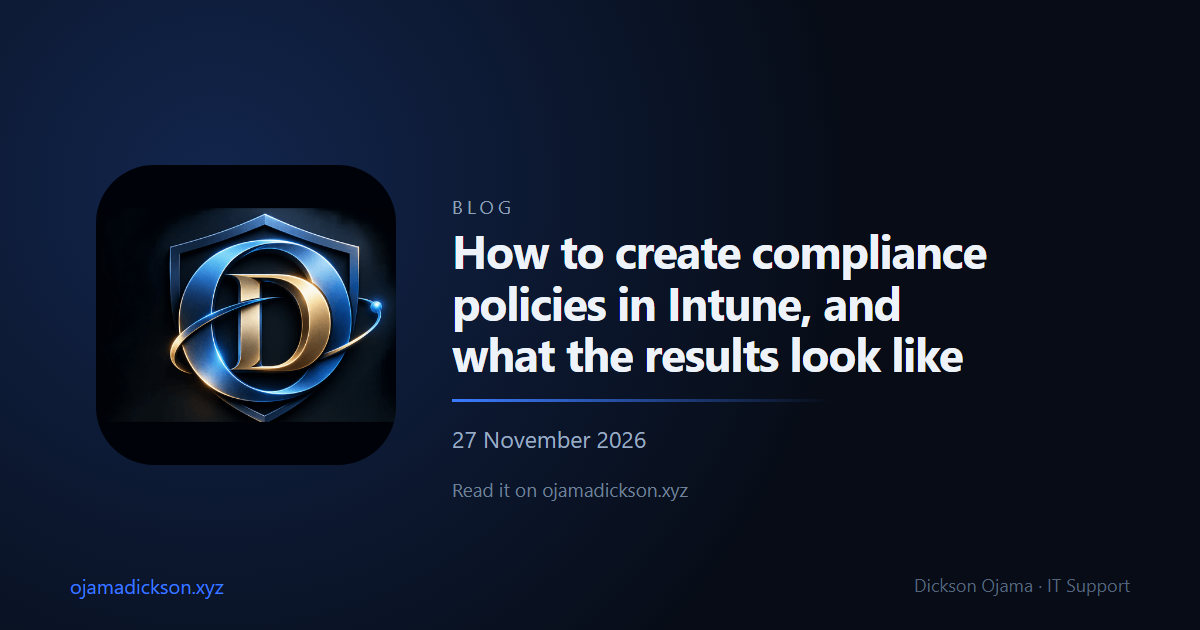 BLOG
How to create compliance
policies in Intune, and
what the results look like
27 November 2026
Read it on ojamadickson.xyz
ojamadickson.xyz
Dickson Ojama · IT Support